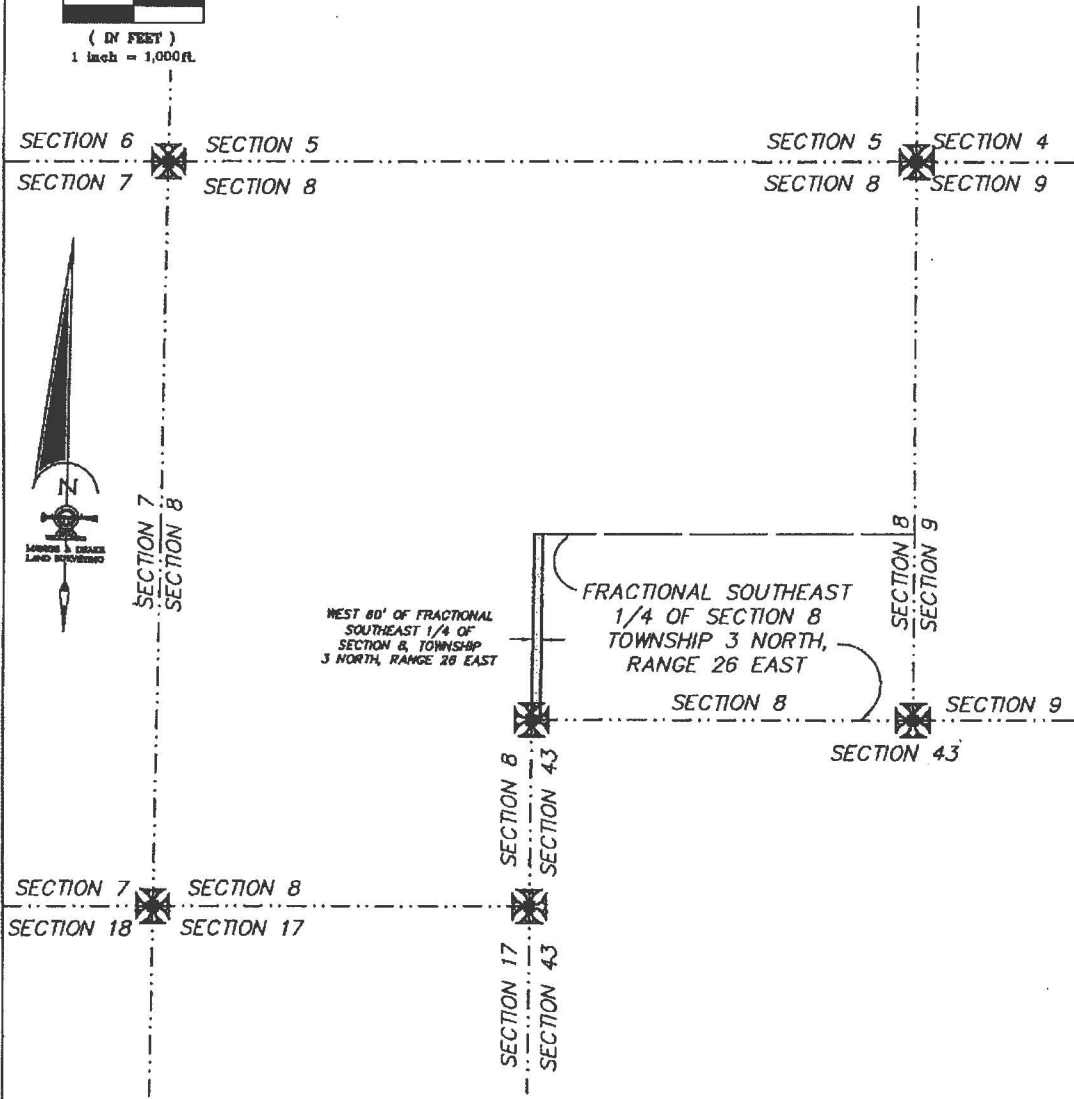 ( IN FEET )
1 inch = 1,000ft.
SECTION 6
SECTION 5
SECTION 5
SECTION 4
SECTION 7
SECTION 8
SECTION 8
SECTION 9
N
LAND SURVEYING
SECTION 7
SECTION 8
SECTION 8
SECTION 9
WEST 60' OF FRACTIONAL
SOUTHEAST 1/4 OF
SECTION 8, TOWNSHIP
3 NORTH, RANGE 26 EAST
FRACTIONAL SOUTHEAST
1/4 OF SECTION 8
TOWNSHIP 3 NORTH,
RANGE 26 EAST
SECTION 8
SECTION 9
SECTION 43
SECTION 8
SECTION 43
SECTION 7
SECTION 8
SECTION 18
SECTION 17
SECTION 17
SECTION 43